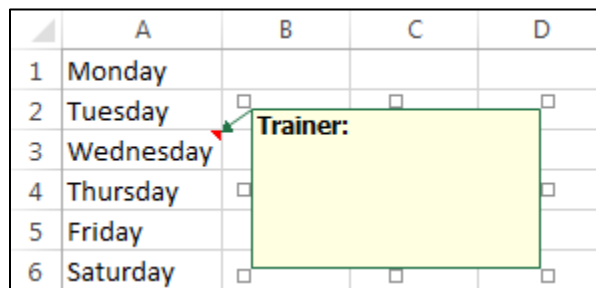 A B C D
1 Monday
2 Tuesday
Trainer:
3 Wednesday
4 Thursday
5 Friday
6 Saturday